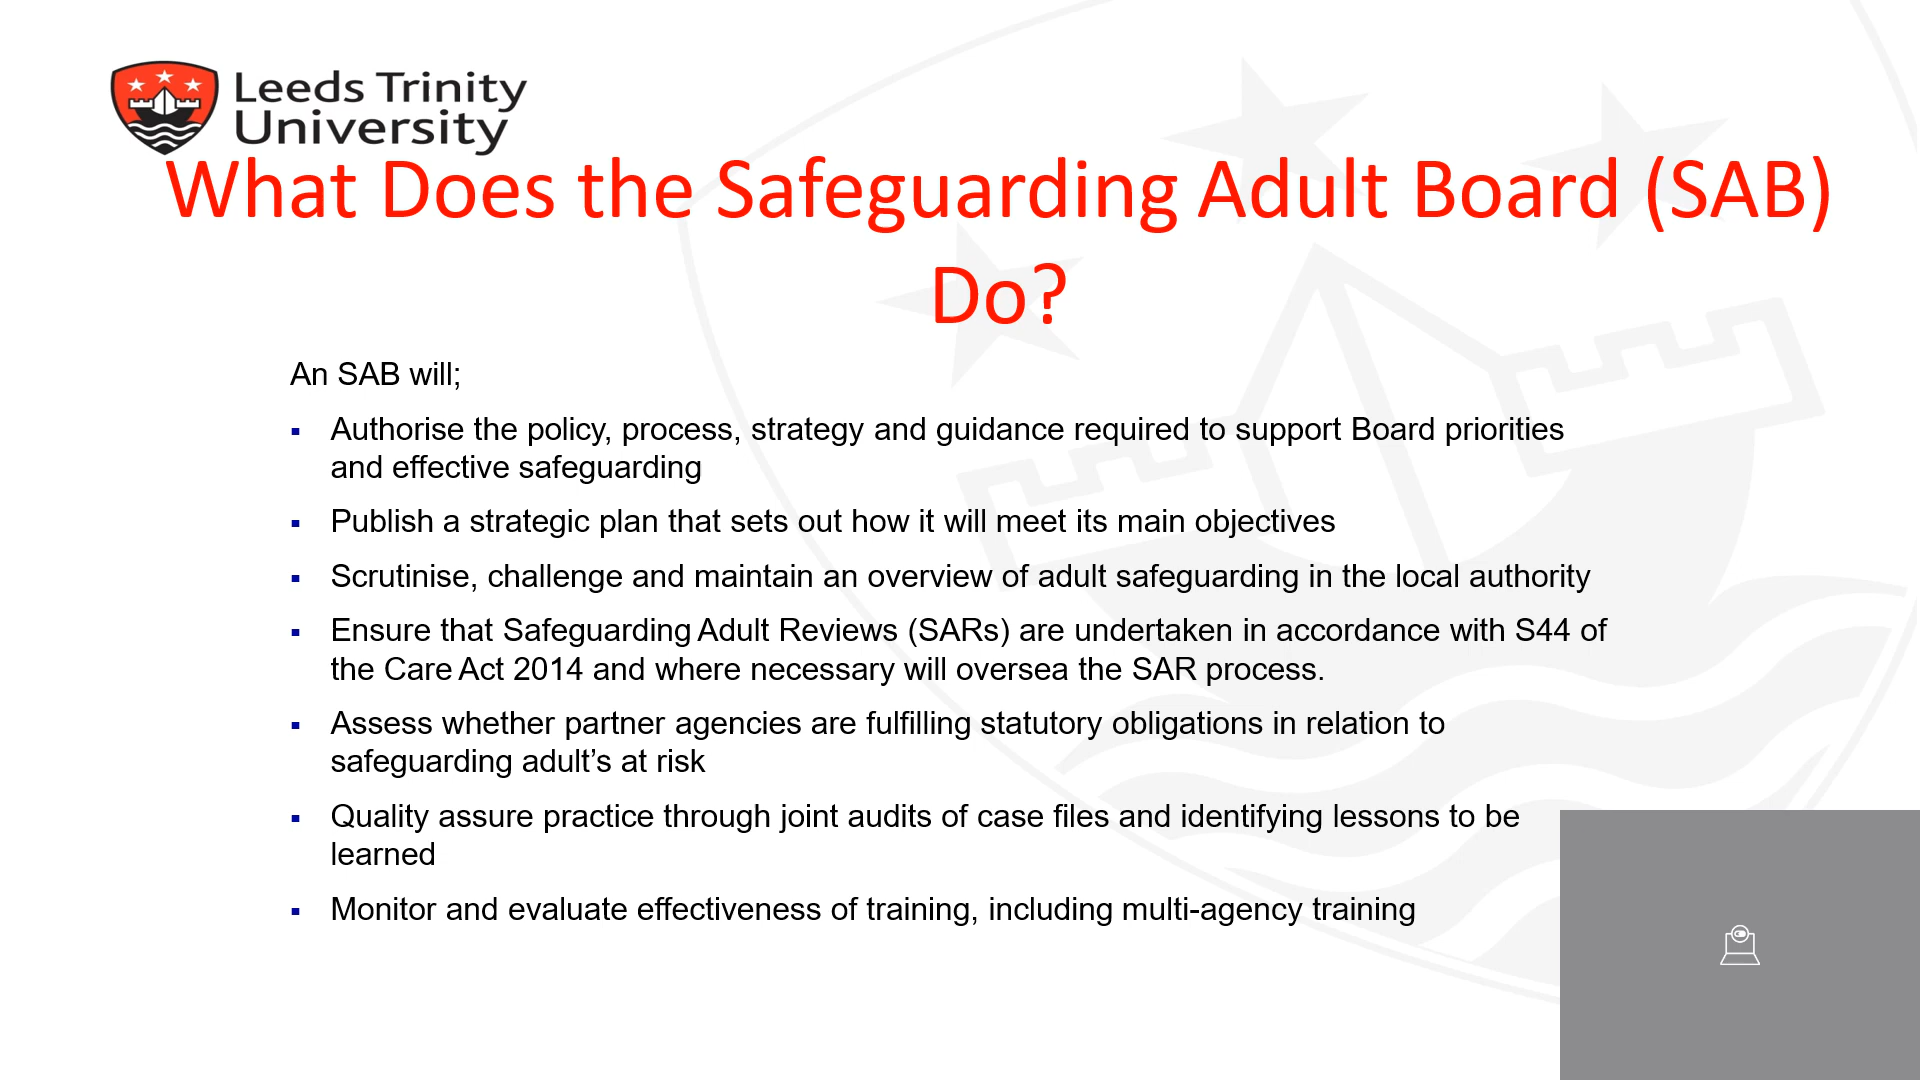 Leeds Trinity
University
What Does the Safeguarding Adult Board (SAB)
Do?
An SAB will;
▪ Authorise the policy, process, strategy and guidance required to support Board priorities
and effective safeguarding
▪ Publish a strategic plan that sets out how it will meet its main objectives
▪ Scrutinise, challenge and maintain an overview of adult safeguarding in the local authority
▪ Ensure that Safeguarding Adult Reviews (SARs) are undertaken in accordance with S44 of
the Care Act 2014 and where necessary will oversea the SAR process.
▪ Assess whether partner agencies are fulfilling statutory obligations in relation to
safeguarding adult’s at risk
▪ Quality assure practice through joint audits of case files and identifying lessons to be
learned
▪ Monitor and evaluate effectiveness of training, including multi-agency training